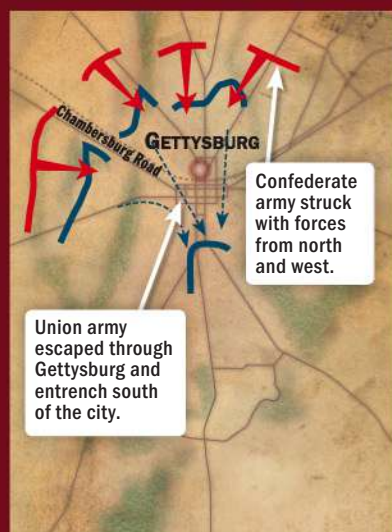 Chambersburg Road
GETTYSBURG
Confederate
army struck
with forces
from north
and west.
Union army
escaped through
Gettysburg and
entrench south
of the city.